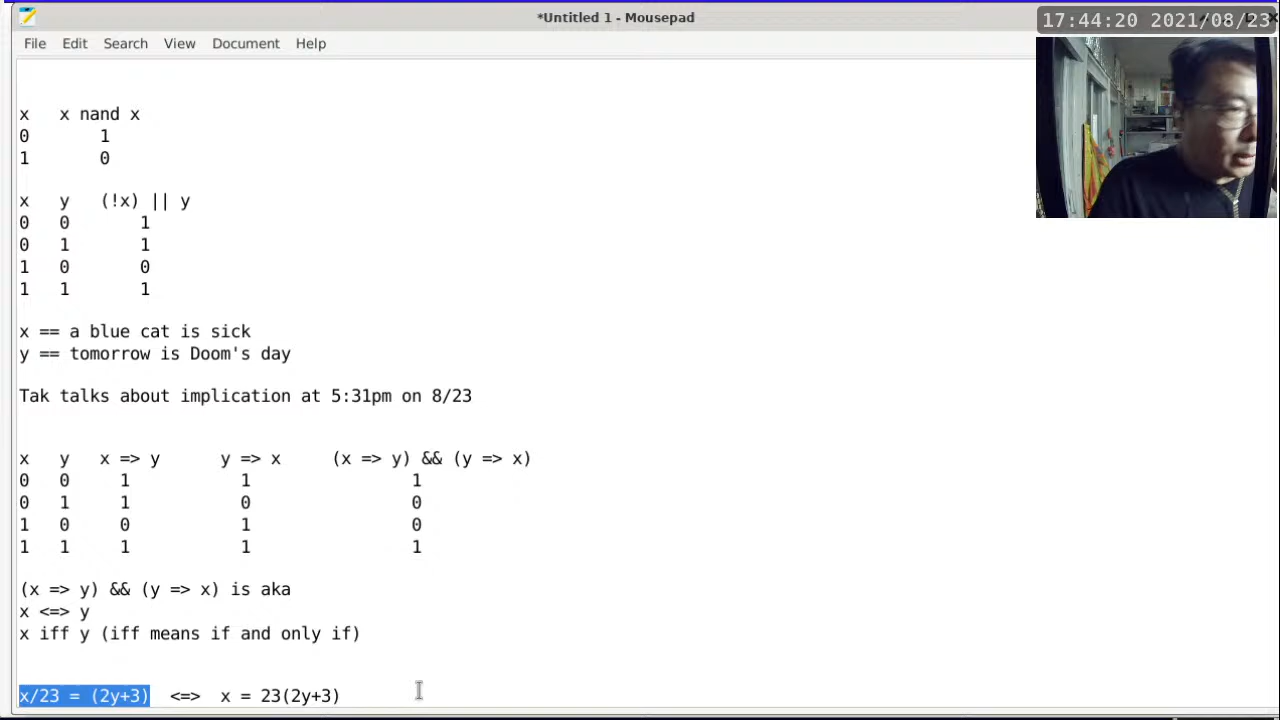 *Untitled 1 - Mousepad
17:44:20 2021/08/23
File Edit Search View Document Help
x x nand x
0 1
1 0
x y (!x) || y
0 0 1
0 1 1
1 0 0
1 1 1
x == a blue cat is sick
y == tomorrow is Doom's day
Tak talks about implication at 5:31pm on 8/23
x y x => y y => x (x => y) && (y => x)
0 0 1 1 1
0 1 1 0 0
1 0 0 1 0
1 1 1 1 1
(x => y) && (y => x) is aka
x <=> y
x iff y (iff means if and only if)
x/23 = (2y+3) <=> x = 23(2y+3)